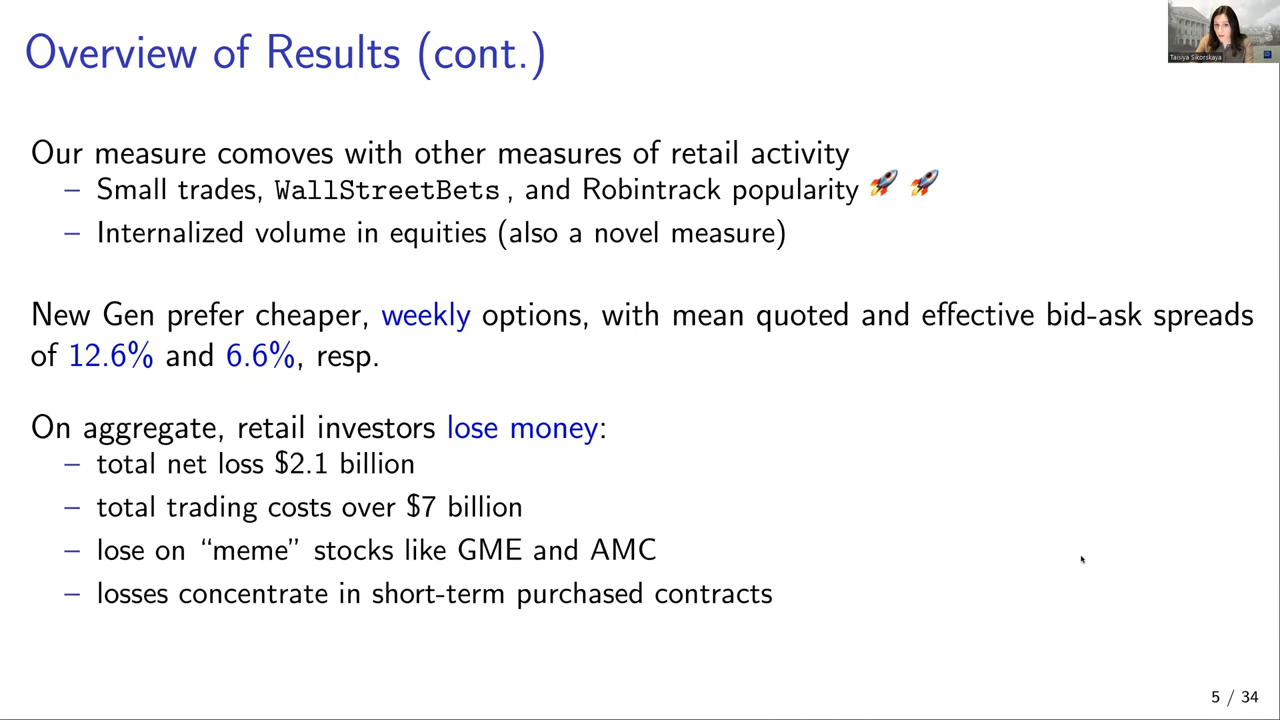 Overview of Results (cont.)
Taisiya Sikorskaya
Our measure comoves with other measures of retail activity
– Small trades, WallStreetBets, and Robintrack popularity 🚀 🚀
– Internalized volume in equities (also a novel measure)
New Gen prefer cheaper, weekly options, with mean quoted and effective bid-ask spreads
of 12.6% and 6.6%, resp.
On aggregate, retail investors lose money:
– total net loss $2.1 billion
– total trading costs over $7 billion
– lose on “meme” stocks like GME and AMC
– losses concentrate in short-term purchased contracts
5 / 34